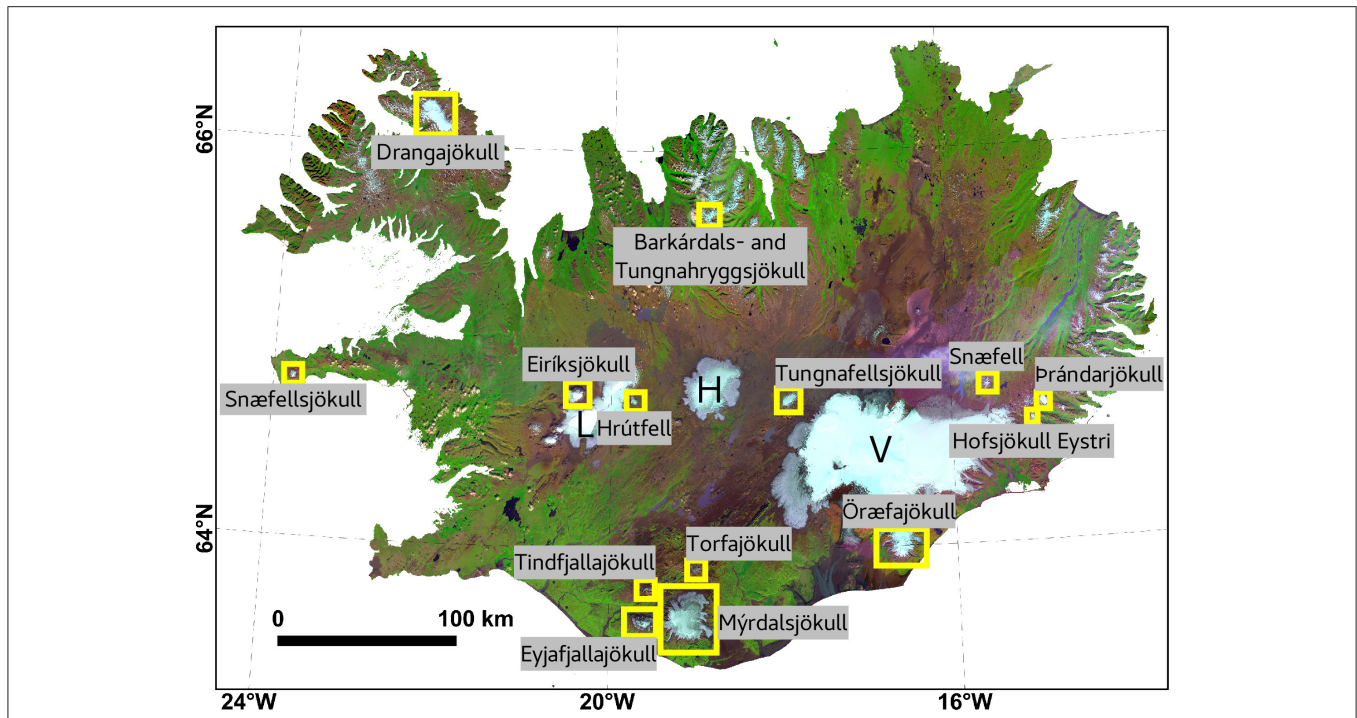 66°N
Drangajökull
Barkárdals- and
Tungnahryggsjökull
Snæfellsjökull
Eiríksjökull
L
Hrútfell
H
Tungnafellsjökull
Snæfell
Þrándarjökull
Hofsjökull Eystri
V
Öræfajökull
64°N
Torfajökull
Tindfjallajökull
Mýrdalsjökull
Eyjafjallajökull
0 100 km
24°W 20°W 16°W